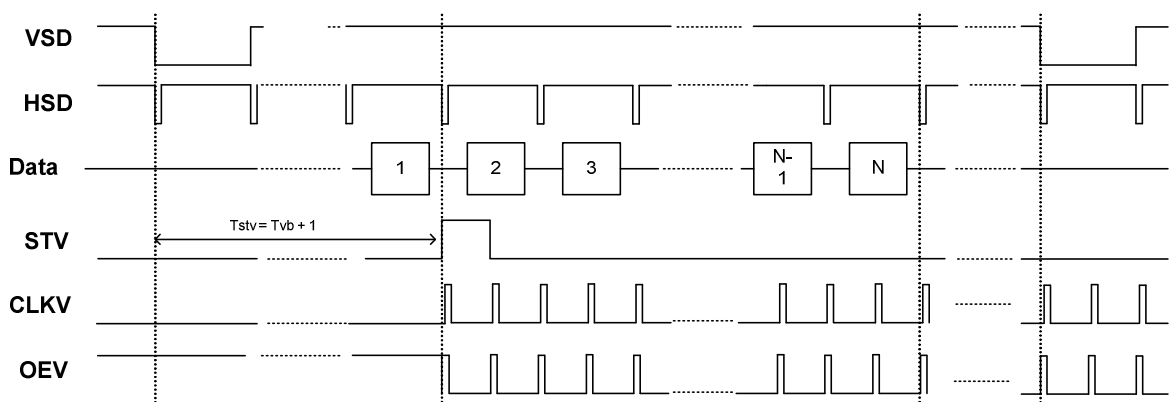 VSD
HSD
Data
1
2
3
N-
1
N
Tstv = Tvb + 1
STV
CLKV
OEV